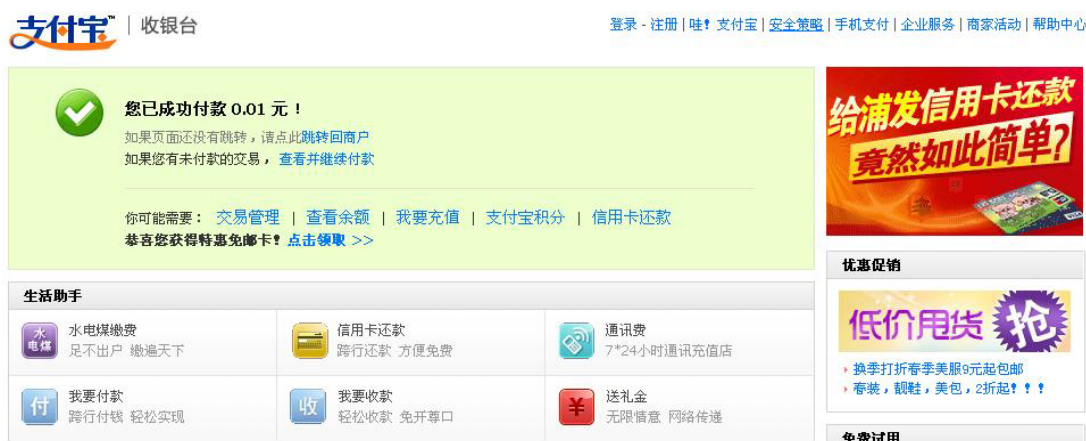 支付宝™ | 收银台
登录 - 注册 | 哇! 支付宝 | 安全策略 | 手机支付 | 企业服务 | 商家活动 | 帮助中心
您已成功付款 0.01 元！
如果页面还没有跳转，请点此跳转回商户
如果您有未付款的交易，查看并继续付款
你可能需要： 交易管理 | 查看余额 | 我要充值 | 支付宝积分 | 信用卡还款
恭喜您获得特惠免邮卡! 点击领取 >>
给浦发信用卡还款
竟然如此简单?
VISA
生活助手
水电煤
水电煤缴费
足不出户 缴遍天下
信用卡还款
跨行还款 方便免费
通讯费
7*24小时通讯充值店
付
我要付款
跨行付钱 轻松实现
收
我要收款
轻松收款 免开尊口
¥
送礼金
无限情意 网络传递
优惠促销
低价甩货 抢
换季打折春季美服9元起包邮
春装，靓鞋，美包，2折起! ! !
免费试用